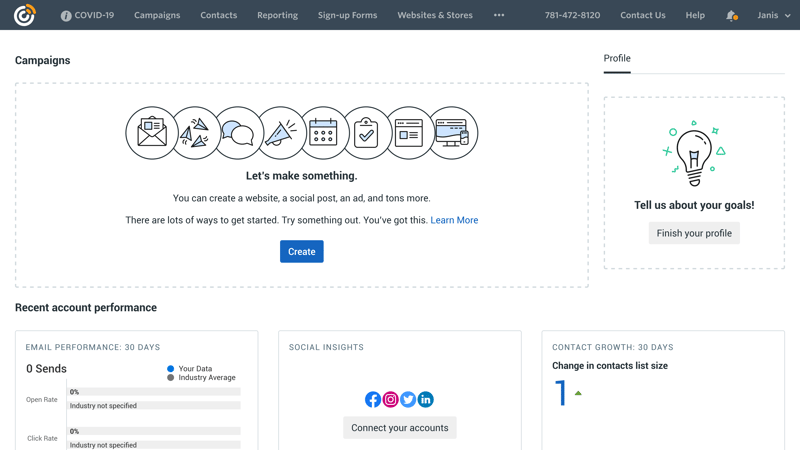 COVID-19 Campaigns Contacts Reporting Sign-up Forms Websites & Stores ••• 781-472-8120 Contact Us Help Janis
Campaigns
Profile
Let's make something.
You can create a website, a social post, an ad, and tons more.
There are lots of ways to get started. Try something out. You've got this. Learn More
Create
Tell us about your goals!
Finish your profile
Recent account performance
EMAIL PERFORMANCE: 30 DAYS
0 Sends
Your Data
Industry Average
Open Rate
0%
Industry not specified
Click Rate
0%
Industry not specified
SOCIAL INSIGHTS
Connect your accounts
CONTACT GROWTH: 30 DAYS
Change in contacts list size
1